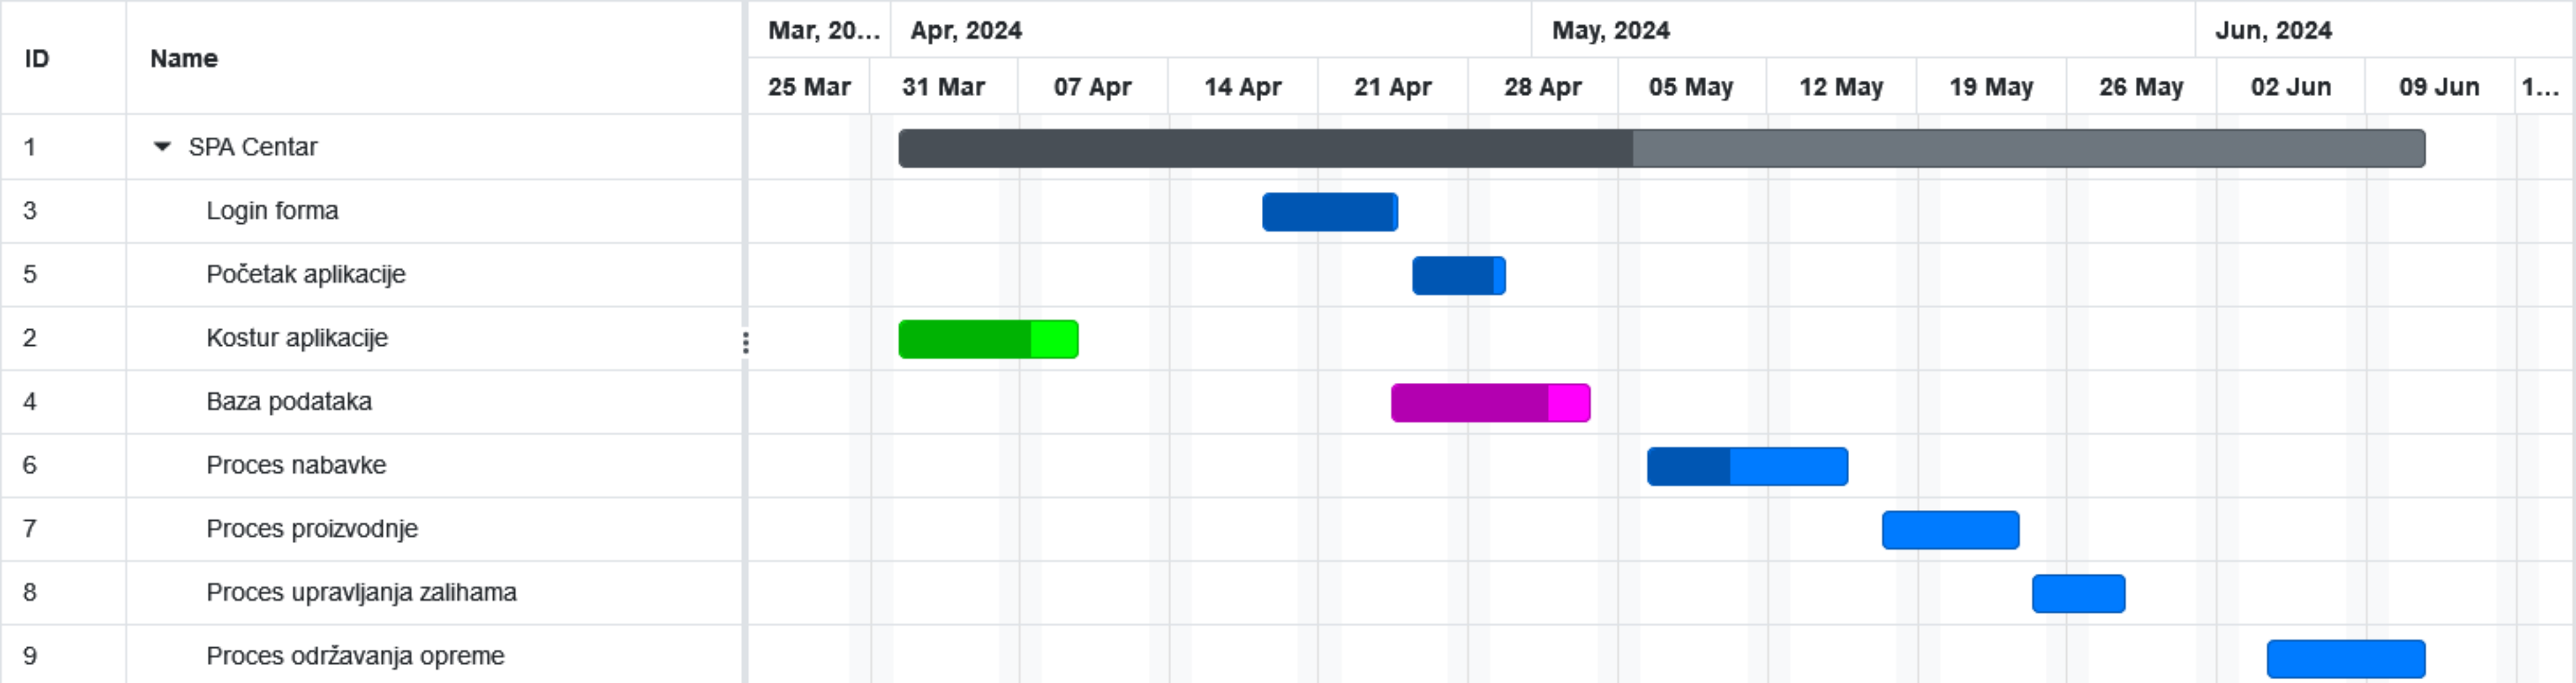 ID Name Mar, 20... Apr, 2024 May, 2024 Jun, 2024
25 Mar 31 Mar 07 Apr 14 Apr 21 Apr 28 Apr 05 May 12 May 19 May 26 May 02 Jun 09 Jun 1...
1 SPA Centar
3 Login forma
5 Početak aplikacije
2 Kostur aplikacije
4 Baza podataka
6 Proces nabavke
7 Proces proizvodnje
8 Proces upravljanja zalihama
9 Proces održavanja opreme